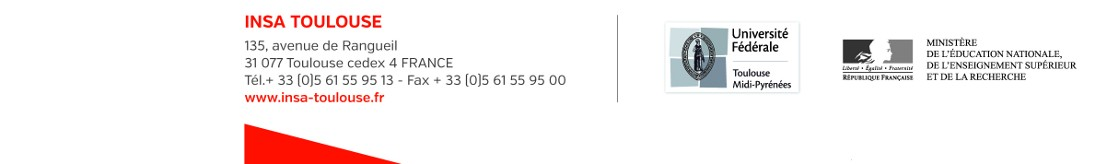 INSA TOULOUSE
135, avenue de Rangueil
31 077 Toulouse cedex 4 FRANCE
Tél.+ 33 (0)5 61 55 95 13 - Fax + 33 (0)5 61 55 95 00
www.insa-toulouse.fr
Université
Fédérale
Toulouse
Midi-Pyrénées
Liberté • Égalité • Fraternité
RÉPUBLIQUE FRANÇAISE
MINISTÈRE
DE L'ÉDUCATION NATIONALE,
DE L'ENSEIGNEMENT SUPÉRIEUR
ET DE LA RECHERCHE